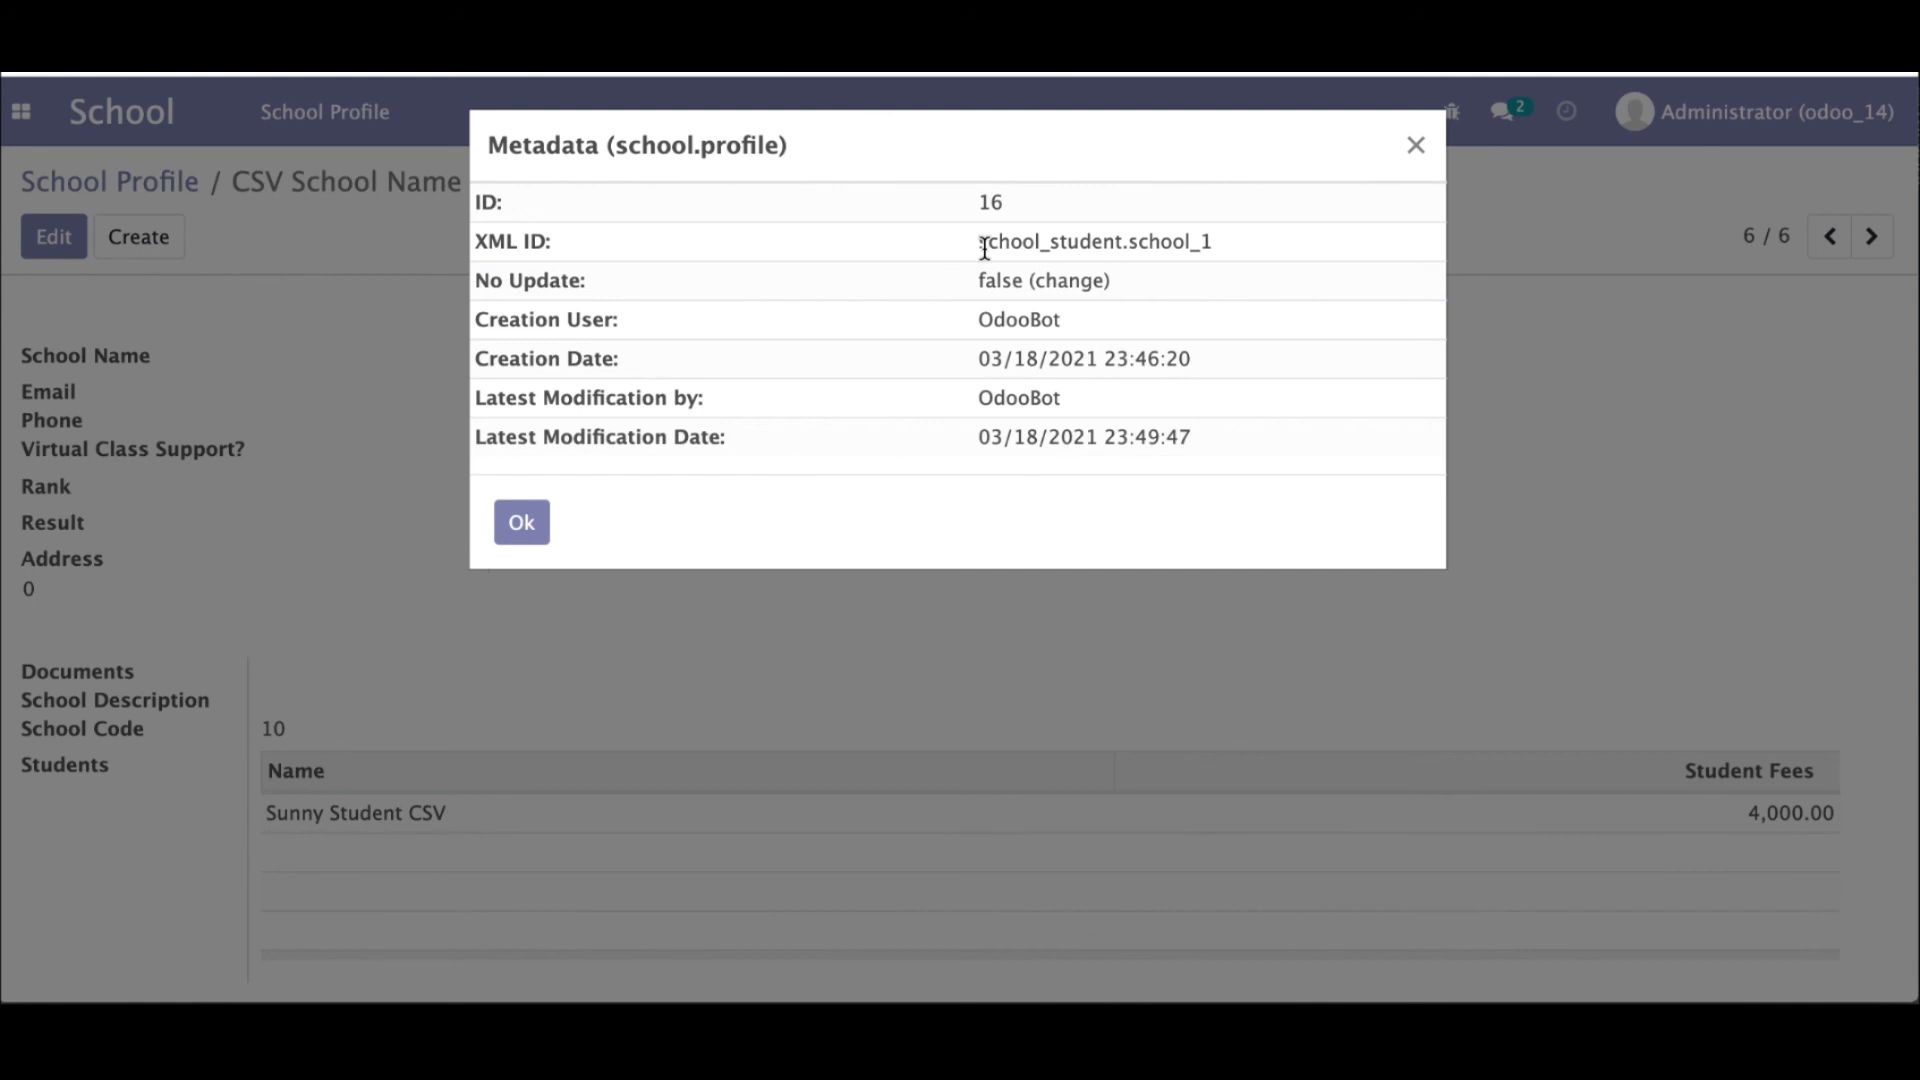 School School Profile 2 Administrator (odoo_14)
School Profile / CSV School Name
Edit Create 6 / 6
Metadata (school.profile) ×
ID: 16
XML ID: school_student.school_1
No Update: false (change)
Creation User: OdooBot
Creation Date: 03/18/2021 23:46:20
Latest Modification by: OdooBot
Latest Modification Date: 03/18/2021 23:49:47
Ok
School Name
Email
Phone
Virtual Class Support?
Rank
Result
Address
0
Documents
School Description
School Code 10
Students
Name Student Fees
Sunny Student CSV 4,000.00